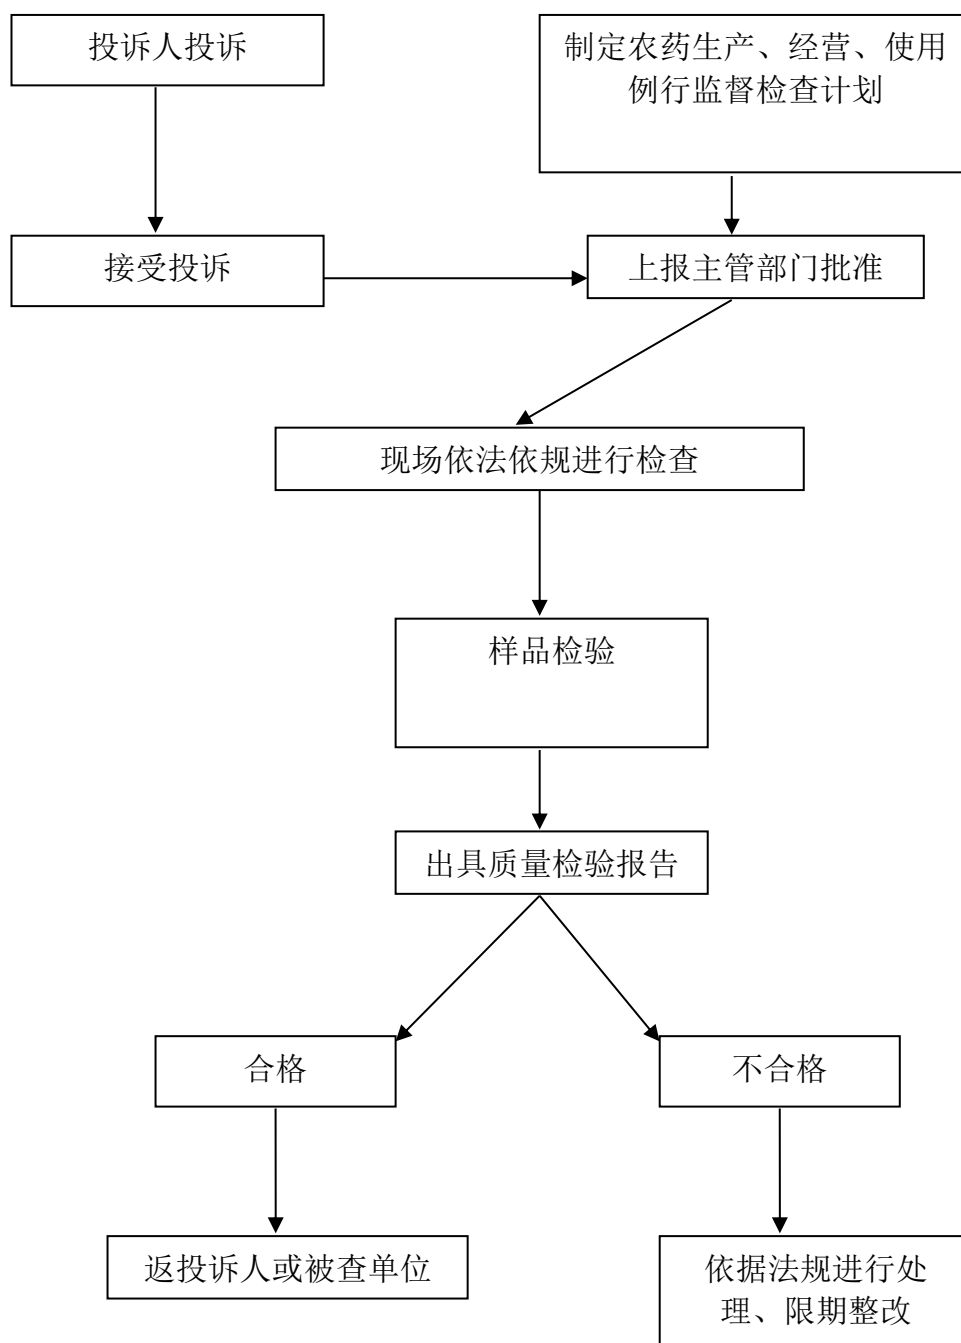 投诉人投诉
制定农药生产、经营、使用
例行监督检查计划
接受投诉
上报主管部门批准
现场依法依规进行检查
样品检验
出具质量检验报告
合格
不合格
返投诉人或被查单位
依据法规进行处
理、限期整改